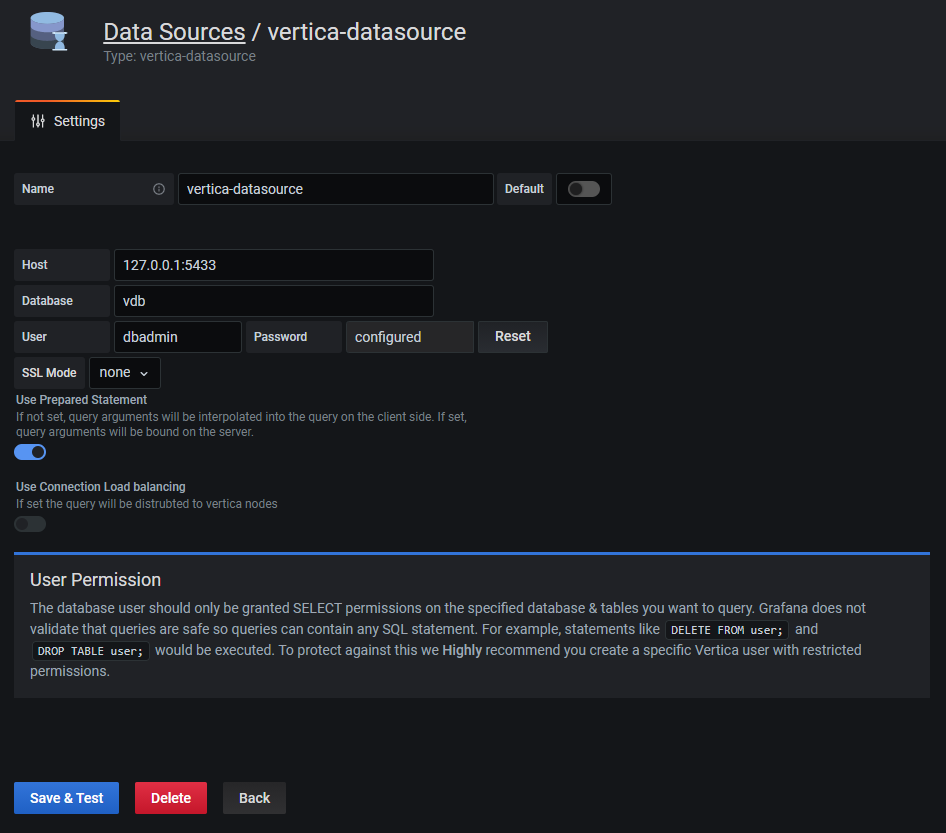 Data Sources / vertica-datasource
Type: vertica-datasource
Settings
Name vertica-datasource Default
Host 127.0.0.1:5433
Database vdb
User dbadmin Password configured Reset
SSL Mode none
Use Prepared Statement
If not set, query arguments will be interpolated into the query on the client side. If set,
query arguments will be bound on the server.
Use Connection Load balancing
If set the query will be distrubted to vertica nodes
User Permission
The database user should only be granted SELECT permissions on the specified database & tables you want to query. Grafana does not
validate that queries are safe so queries can contain any SQL statement. For example, statements like DELETE FROM user; and
DROP TABLE user; would be executed. To protect against this we Highly recommend you create a specific Vertica user with restricted
permissions.
Save & Test Delete Back